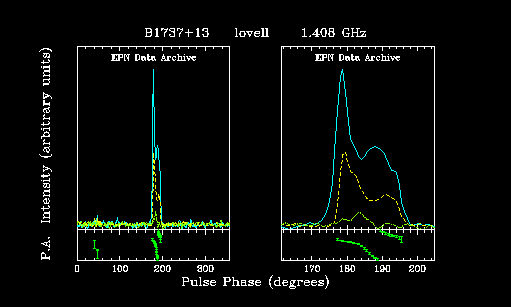 B1737+13 lovell 1.408 GHz
EPN Data Archive EPN Data Archive
P.A. Intensity (arbitrary units)
0 100 200 300 170 180 190 200
Pulse Phase (degrees)